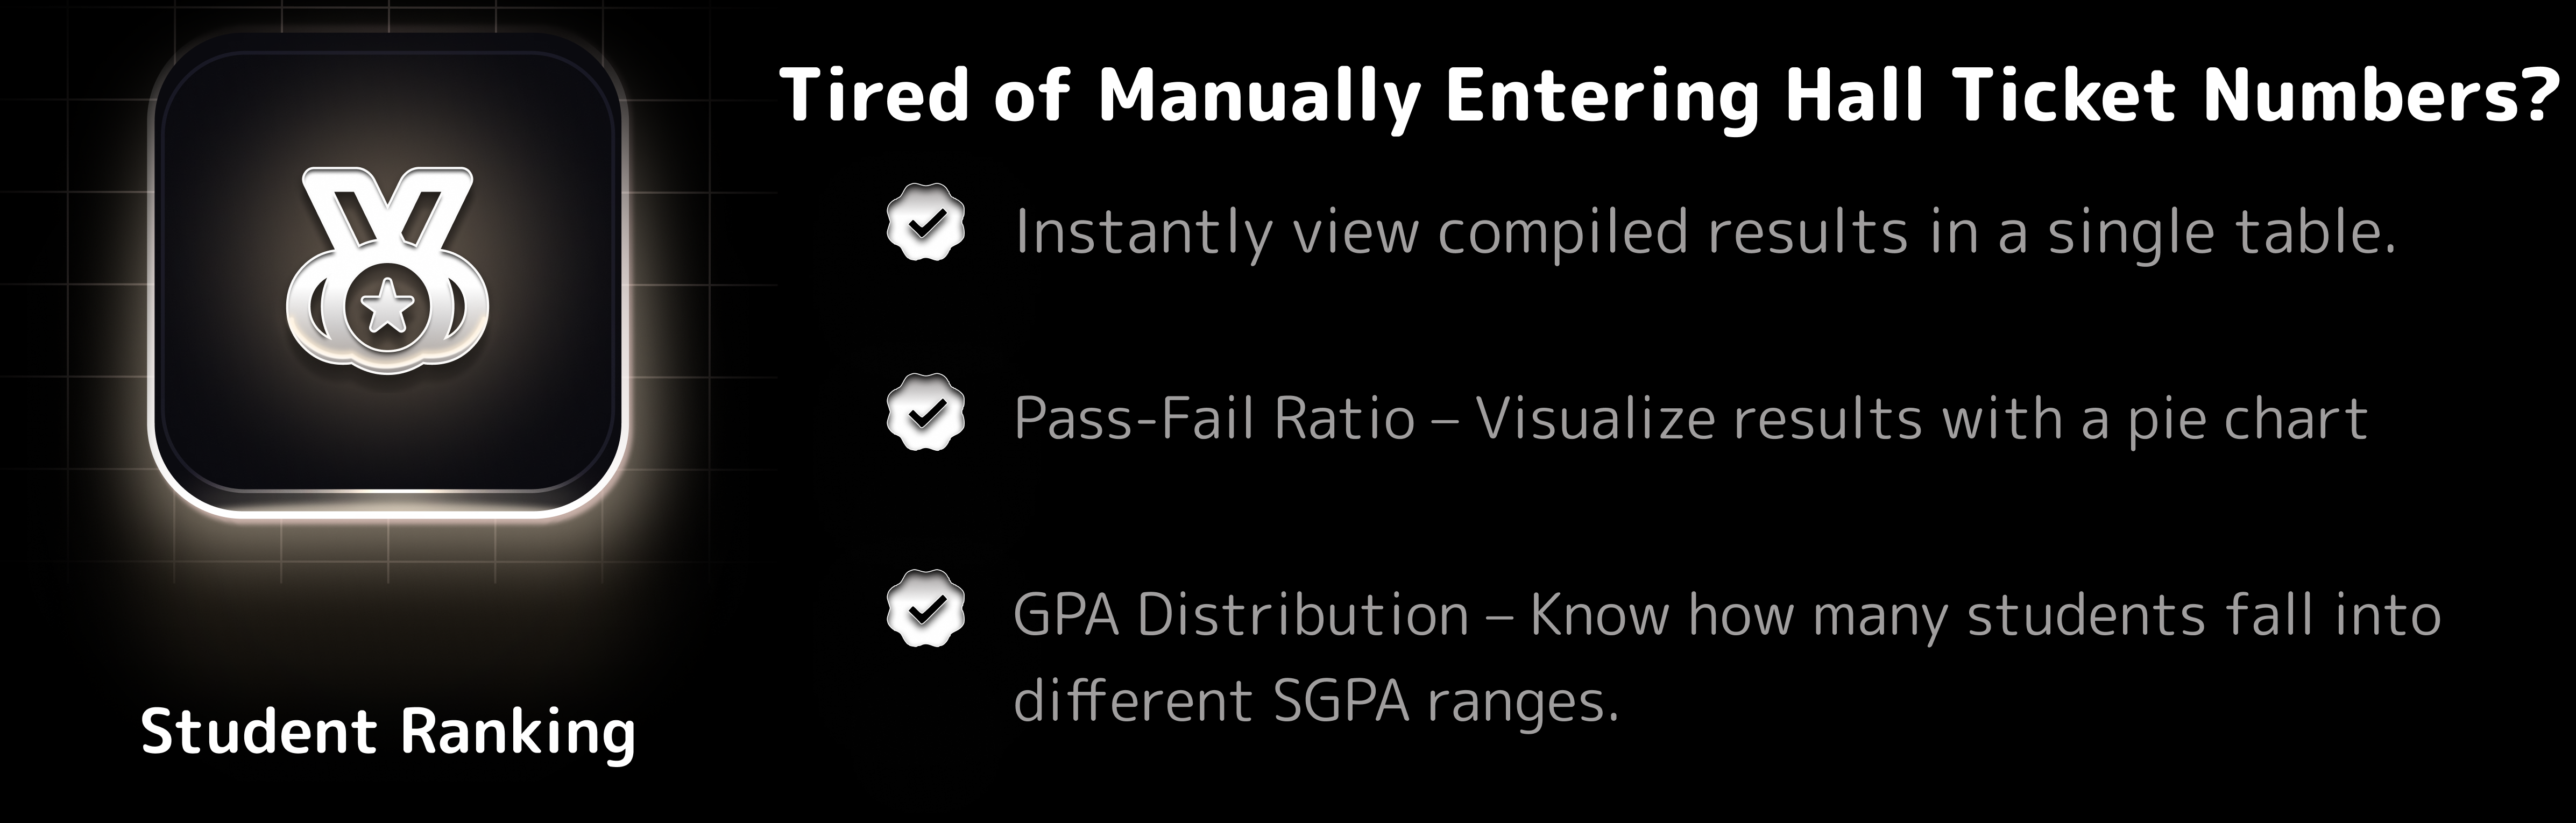 Tired of Manually Entering Hall Ticket Numbers?
Instantly view compiled results in a single table.
Pass-Fail Ratio – Visualize results with a pie chart
GPA Distribution – Know how many students fall into
different SGPA ranges.
Student Ranking